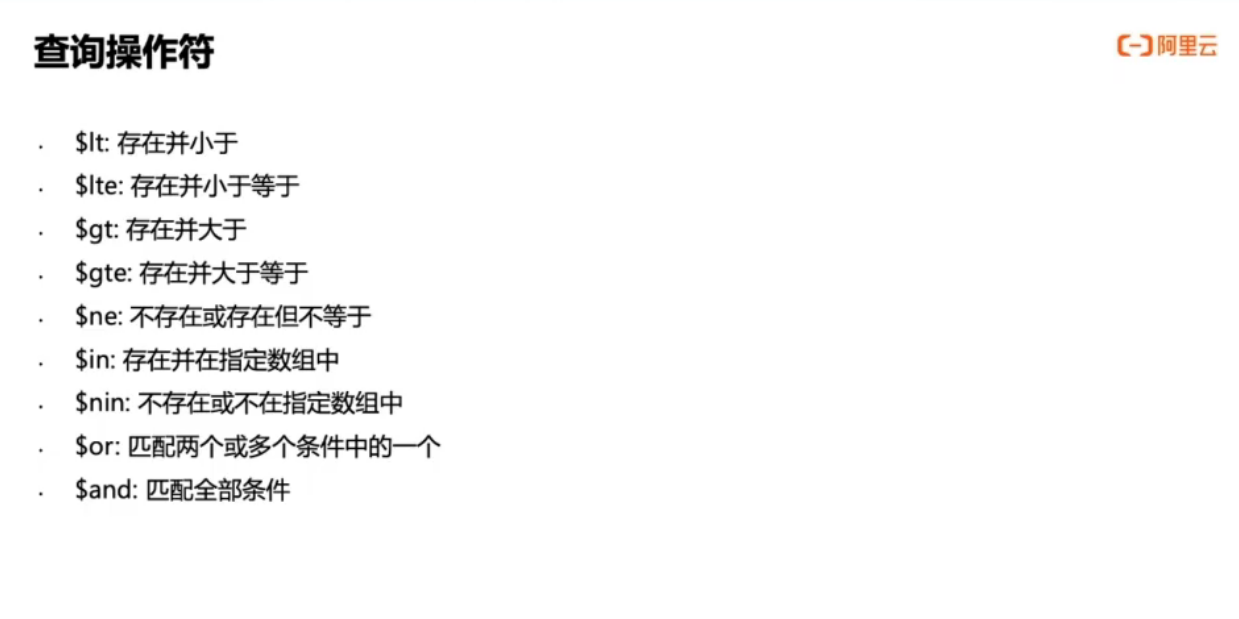 查询操作符
阿里云
· $lt: 存在并小于
· $lte: 存在并小于等于
· $gt: 存在并大于
· $gte: 存在并大于等于
· $ne: 不存在或存在但不等于
· $in: 存在并在指定数组中
· $nin: 不存在或不在指定数组中
· $or: 匹配两个或多个条件中的一个
· $and: 匹配全部条件